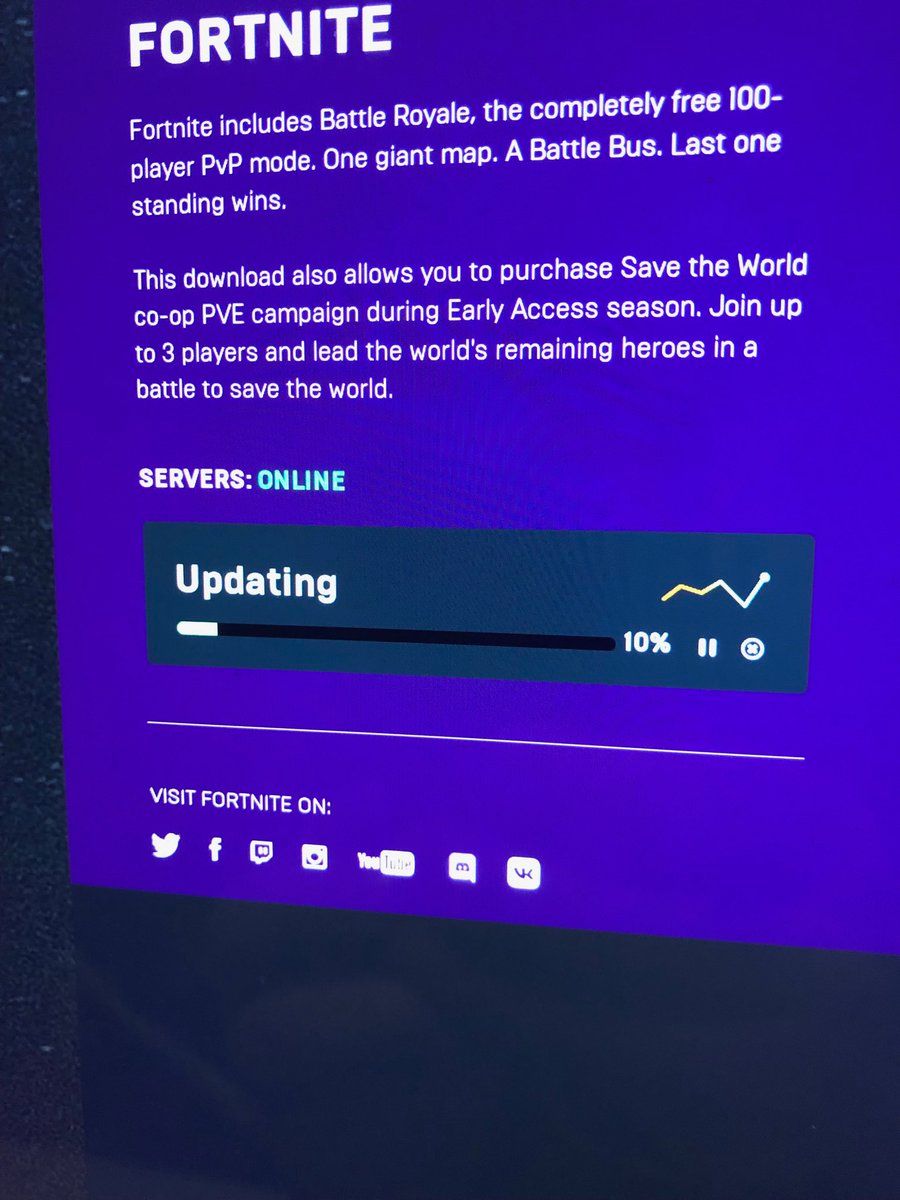 FORTNITE
Fortnite includes Battle Royale, the completely free 100-
player PvP mode. One giant map. A Battle Bus. Last one
standing wins.
This download also allows you to purchase Save the World
co-op PVE campaign during Early Access season. Join up
to 3 players and lead the world's remaining heroes in a
battle to save the world.
SERVERS: ONLINE
Updating
10%
VISIT FORTNITE ON:
YouTube